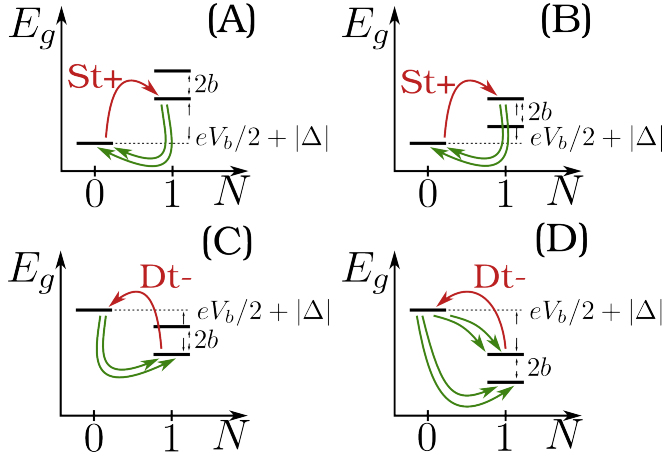 E_g (A)
St+
2b
eV_b/2 + |Δ|
0 1 N
E_g (B)
St+
2b
eV_b/2 + |Δ|
0 1 N
E_g (C)
Dt-
eV_b/2 + |Δ|
2b
0 1 N
E_g (D)
Dt-
eV_b/2 + |Δ|
2b
0 1 N